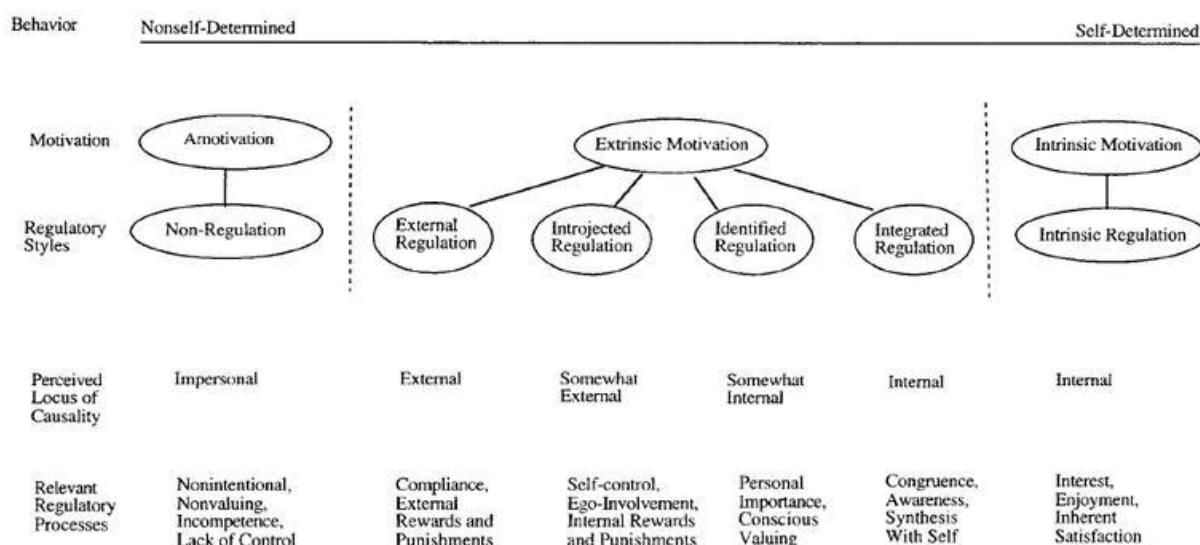 Behavior Nonself-Determined Self-Determined
Motivation Amotivation Extrinsic Motivation Intrinsic Motivation
Regulatory
Styles
Non-Regulation
External
Regulation
Introjected
Regulation
Identified
Regulation
Integrated
Regulation
Intrinsic Regulation
Perceived
Locus of
Causality
Impersonal
External
Somewhat
External
Somewhat
Internal
Internal
Internal
Relevant
Regulatory
Processes
Nonintentional,
Nonvaluing,
Incompetence,
Lack of Control
Compliance,
External
Rewards and
Punishments
Self-control,
Ego-Involvement,
Internal Rewards
and Punishments
Personal
Importance,
Conscious
Valuing
Congruence,
Awareness,
Synthesis
With Self
Interest,
Enjoyment,
Inherent
Satisfaction